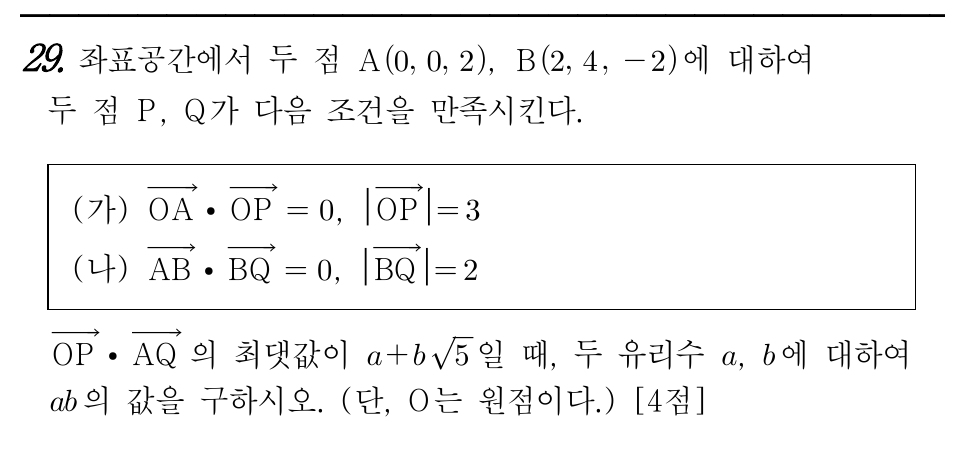 29. 좌표공간에서 두 점 A(0, 0, 2), B(2, 4, −2)에 대하여
두 점 P, Q가 다음 조건을 만족시킨다.
(가) $\overrightarrow{OA} \cdot \overrightarrow{OP} = 0$, $|\overrightarrow{OP}| = 3$
(나) $\overrightarrow{AB} \cdot \overrightarrow{BQ} = 0$, $|\overrightarrow{BQ}| = 2$
$\overrightarrow{OP} \cdot \overrightarrow{AQ}$의 최댓값이 $a+b\sqrt{5}$일 때, 두 유리수 a, b에 대하여
ab의 값을 구하시오. (단, O는 원점이다.) [4점]